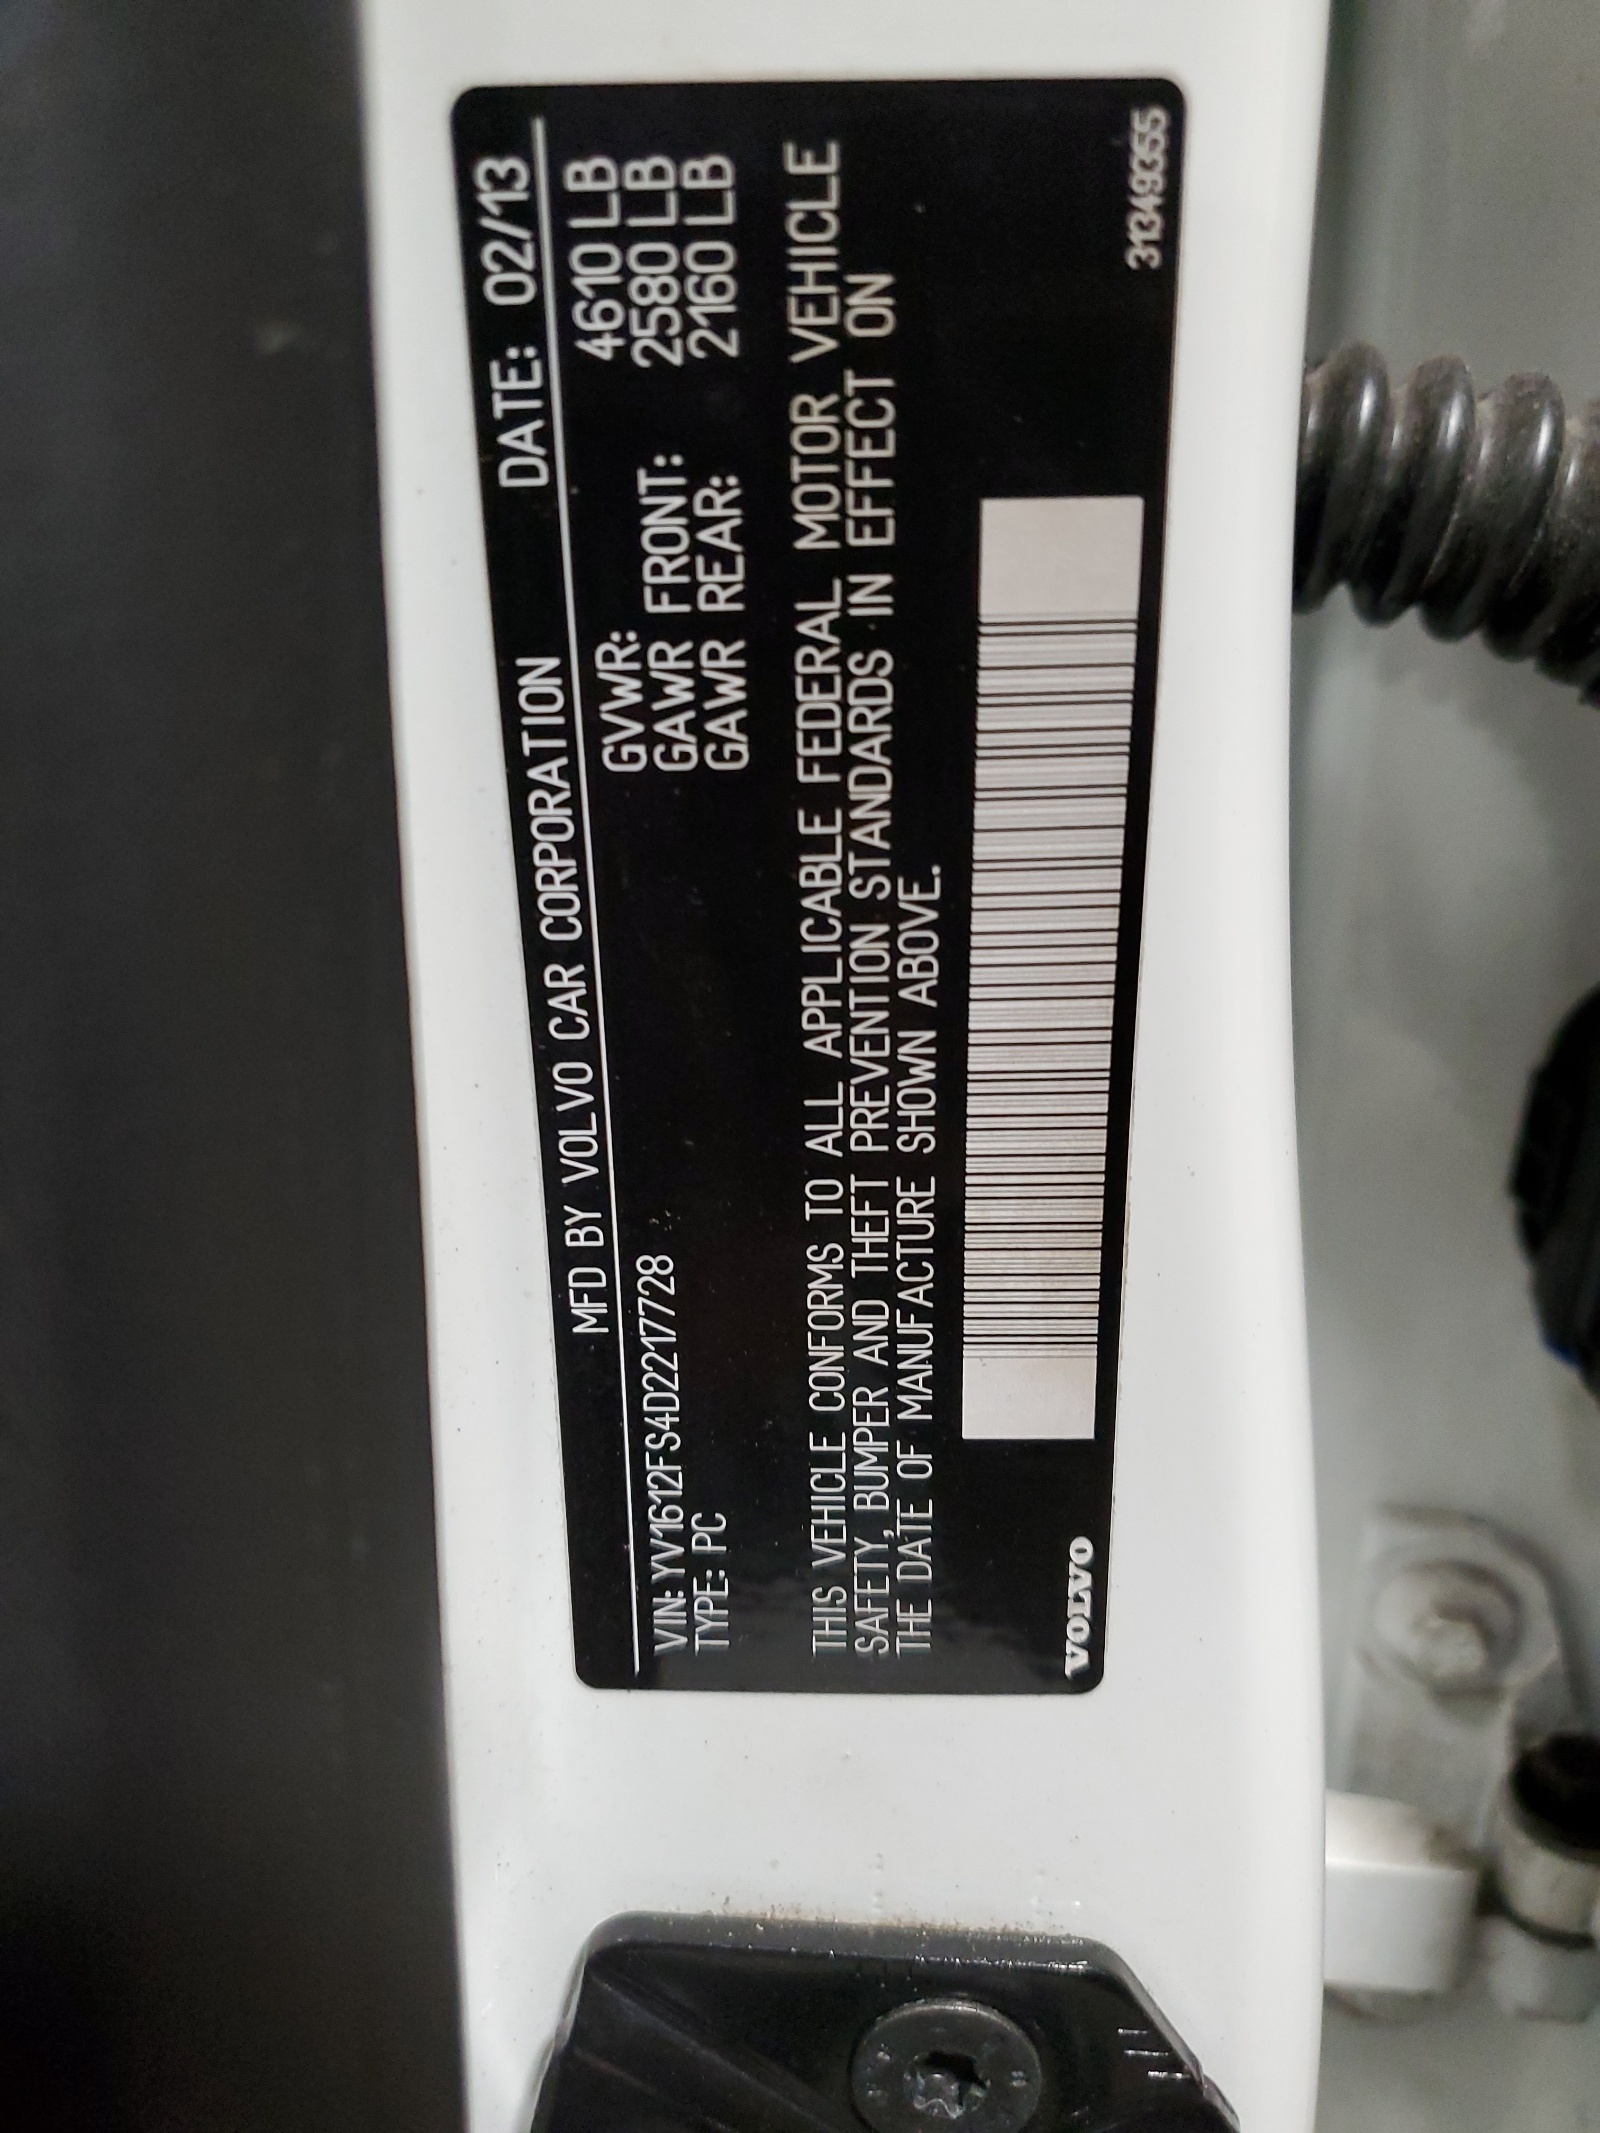 MFD BY VOLVO CAR CORPORATION DATE: 02/13
VIN: YV1612FS4D2217728 GVWR: 4610 LB
TYPE: PC GAWR FRONT: 2580 LB
GAWR REAR: 2160 LB
THIS VEHICLE CONFORMS TO ALL APPLICABLE FEDERAL MOTOR VEHICLE
SAFETY, BUMPER AND THEFT PREVENTION STANDARDS IN EFFECT ON
THE DATE OF MANUFACTURE SHOWN ABOVE.
VOLVO 31349355